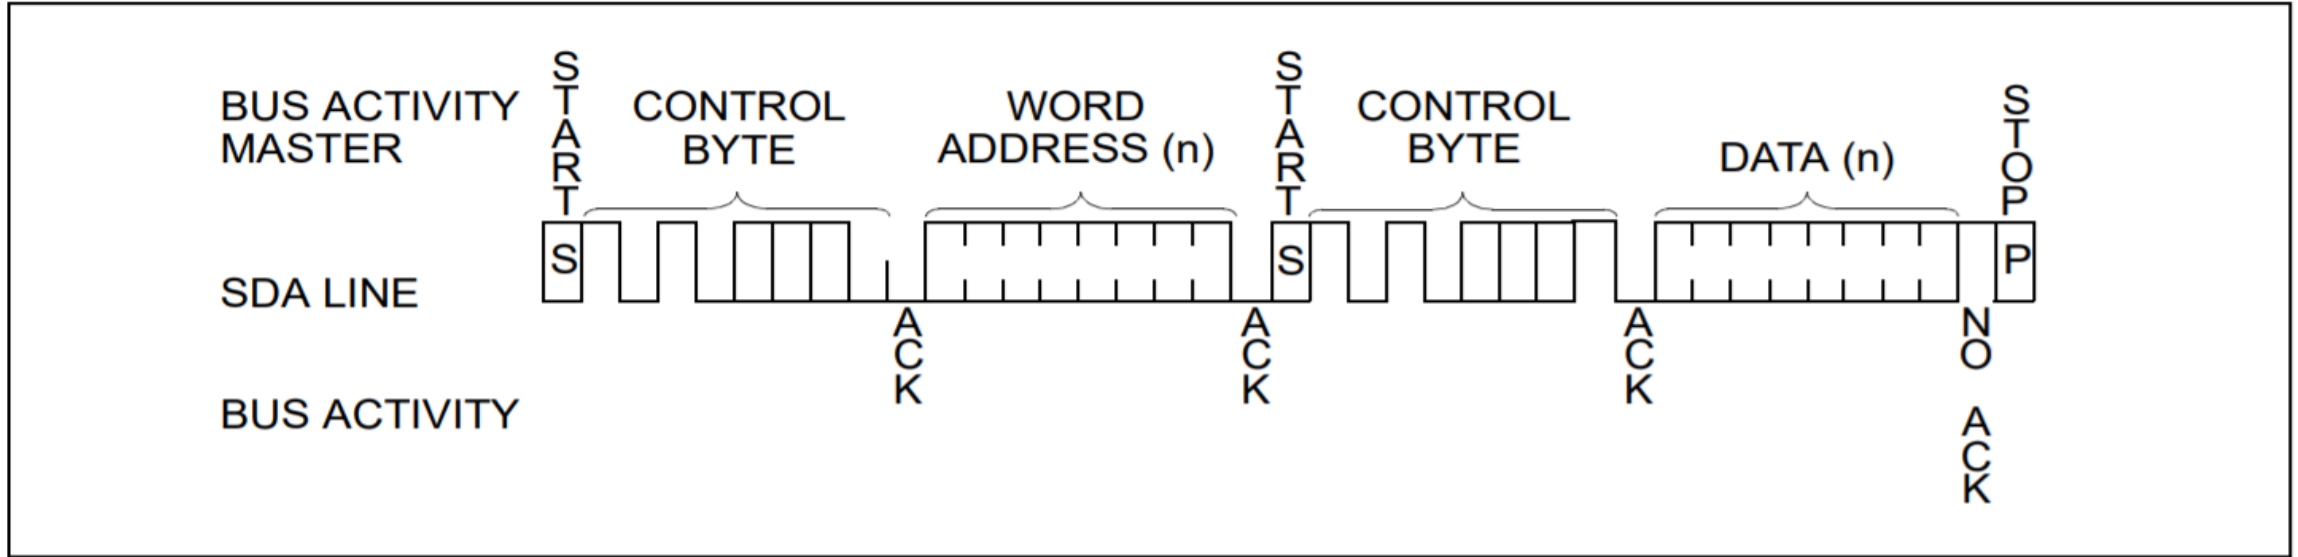 BUS ACTIVITY
MASTER
START
CONTROL
BYTE
WORD
ADDRESS (n)
START
CONTROL
BYTE
DATA (n)
STOP
SDA LINE
S
S
P
ACK
ACK
ACK
NO ACK
BUS ACTIVITY